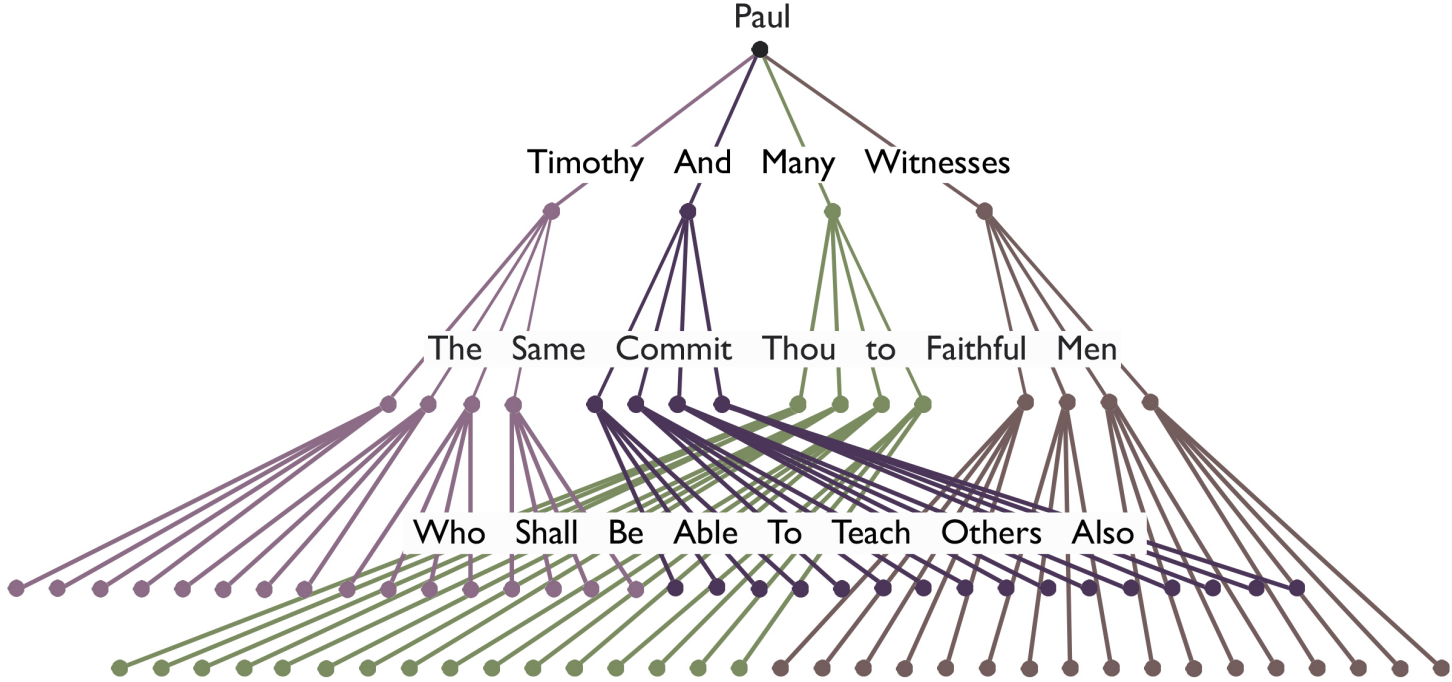 Paul
Timothy And Many Witnesses
The Same Commit Thou to Faithful Men
Who Shall Be Able To Teach Others Also